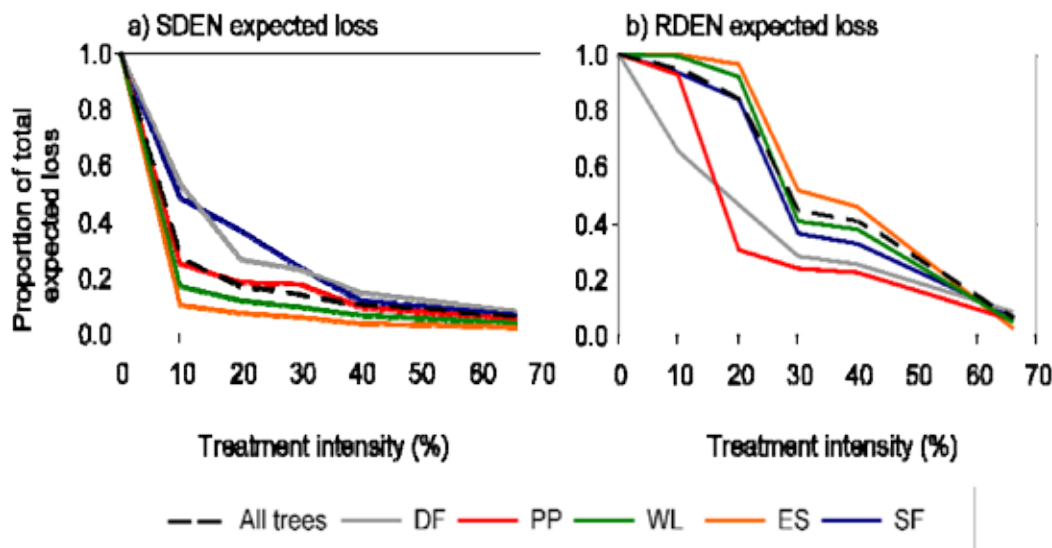 a) SDEN expected loss
b) RDEN expected loss
Proportion of total
expected loss
1.0
0.8
0.6
0.4
0.2
0.0
0 10 20 30 40 50 60 70
1.0
0.8
0.6
0.4
0.2
0.0
0 10 20 30 40 50 60 70
Treatment intensity (%)
Treatment intensity (%)
All trees DF PP WL ES SF